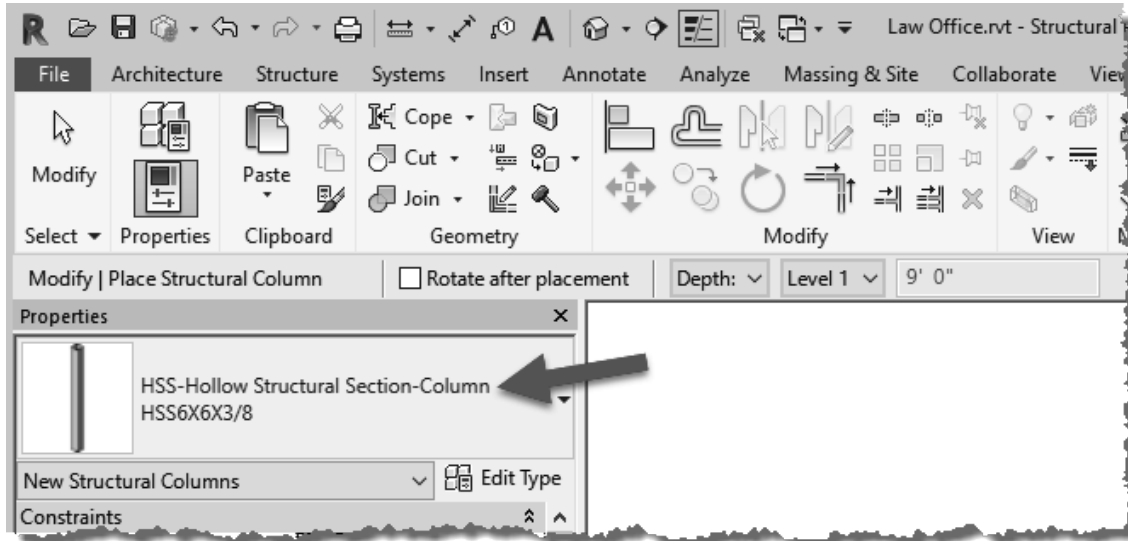 R A Law Office.rvt - Structural
File Architecture Structure Systems Insert Annotate Analyze Massing & Site Collaborate
Cope
Cut
Join
Modify
Paste
Select Properties Clipboard Geometry Modify View
Modify | Place Structural Column Rotate after placement Depth: Level 1 9' 0"
Properties
HSS-Hollow Structural Section-Column
HSS6X6X3/8
New Structural Columns Edit Type
Constraints